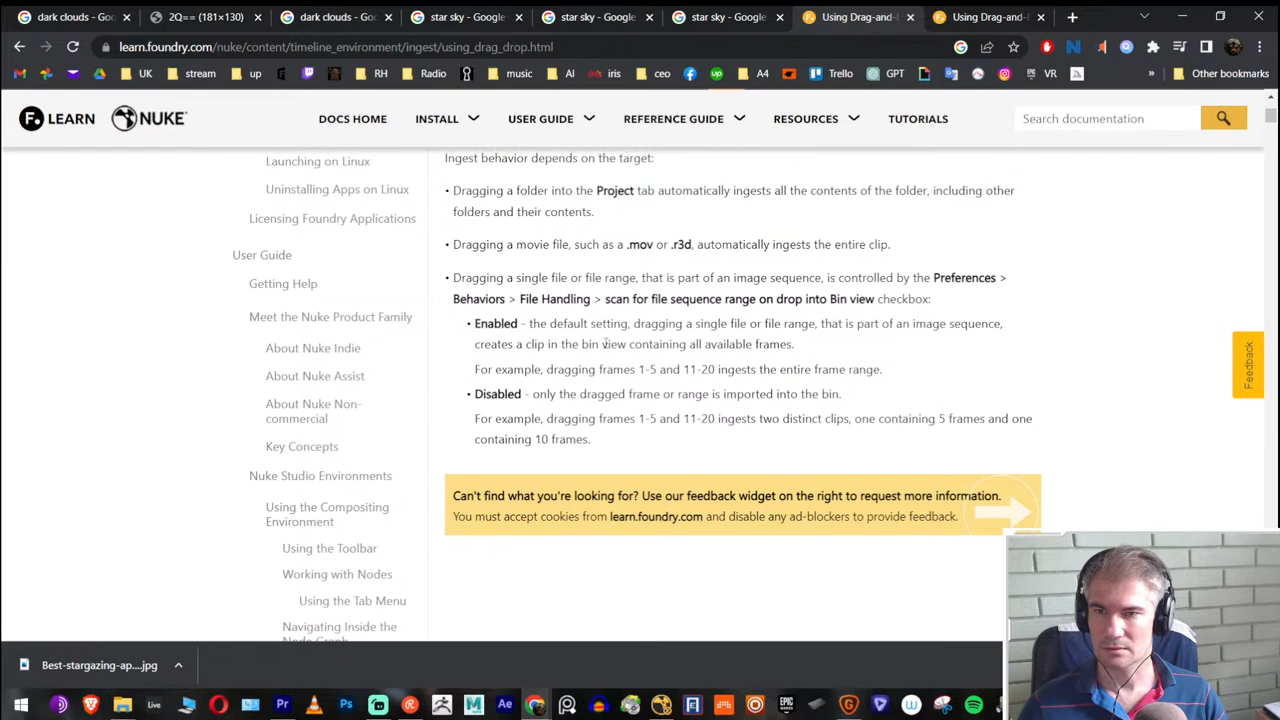 dark clouds - Goo
2Q== (181×130)
dark clouds - Goo
star sky - Google
star sky - Google
star sky - Google
Using Drag-and-
Using Drag-and-
learn.foundry.com/nuke/content/timeline_environment/ingest/using_drag_drop.html
UK stream up RH Radio music AI iris ceo A4 Trello GPT VR » Other bookmarks
LEARN NUKE DOCS HOME INSTALL USER GUIDE REFERENCE GUIDE RESOURCES TUTORIALS Search documentation
Launching on Linux
Uninstalling Apps on Linux
Licensing Foundry Applications
User Guide
Getting Help
Meet the Nuke Product Family
About Nuke Indie
About Nuke Assist
About Nuke Non-
commercial
Key Concepts
Nuke Studio Environments
Using the Compositing
Environment
Using the Toolbar
Working with Nodes
Using the Tab Menu
Navigating Inside the
Node Graph
Ingest behavior depends on the target:
• Dragging a folder into the Project tab automatically ingests all the contents of the folder, including other
folders and their contents.
• Dragging a movie file, such as a .mov or .r3d, automatically ingests the entire clip.
• Dragging a single file or file range, that is part of an image sequence, is controlled by the Preferences >
Behaviors > File Handling > scan for file sequence range on drop into Bin view checkbox:
• Enabled - the default setting, dragging a single file or file range, that is part of an image sequence,
creates a clip in the bin view containing all available frames.
For example, dragging frames 1-5 and 11-20 ingests the entire frame range.
• Disabled - only the dragged frame or range is imported into the bin.
For example, dragging frames 1-5 and 11-20 ingests two distinct clips, one containing 5 frames and one
containing 10 frames.
Can't find what you're looking for? Use our feedback widget on the right to request more information.
You must accept cookies from learn.foundry.com and disable any ad-blockers to provide feedback.
Feedback
Best-stargazing-ap....jpg
Live Pr Ps Ae